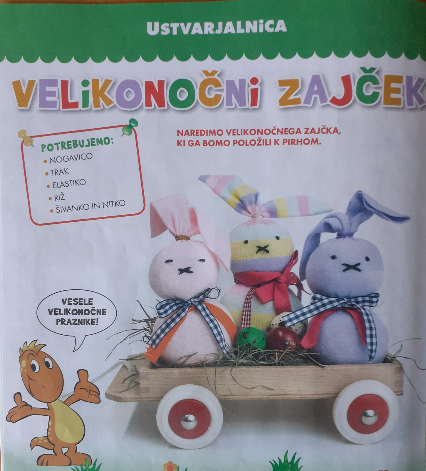 USTVARJALNiCA
VELiKONOČNi ZAJČEK
POTREBUJEMO:
• NOGAVICO
• TRAK
• ELASTIKO
• RIŽ
• ŠIVANKO IN NITKO
NAREDIMO VELIKONOČNEGA ZAJČKA,
KI GA BOMO POLOŽILI K PIRHOM.
VESELE
VELIKONOČNE
PRAZNIKE!